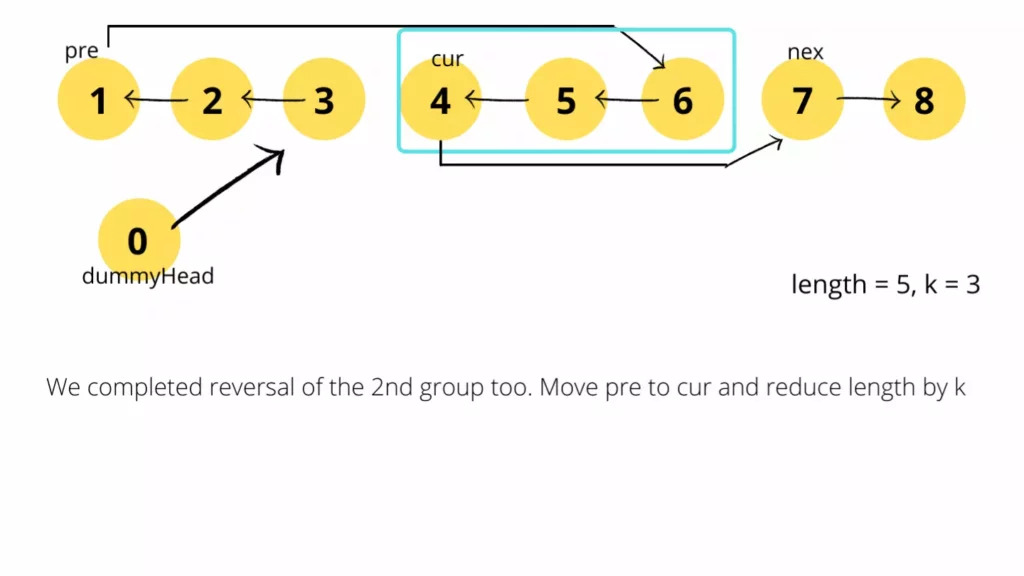 pre
cur
nex
1 2 3 4 5 6 7 8
0
dummyHead
length = 5, k = 3
We completed reversal of the 2nd group too. Move pre to cur and reduce length by k